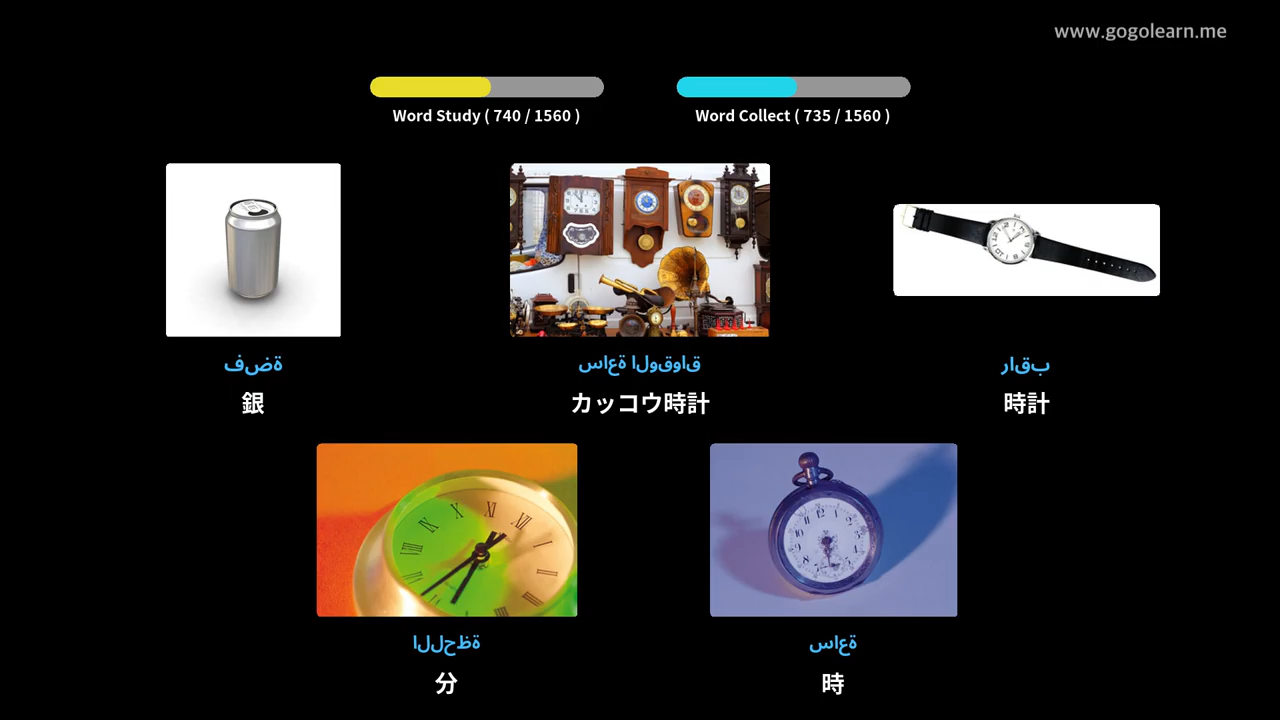 www.gogolearn.me
Word Study ( 740 / 1560 )
Word Collect ( 735 / 1560 )
فضة
銀
ساعة الوقواق
カッコウ時計
راقب
時計
اللحظة
分
ساعة
時